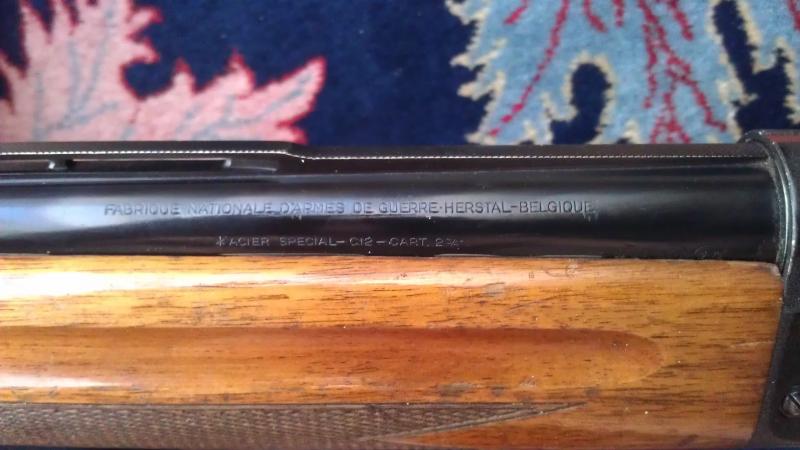 FABRIQUE NATIONALE D'ARMES DE GUERRE-HERSTAL-BELGIQUE
* ACIER SPECIAL - C12 - CART. 2¾"